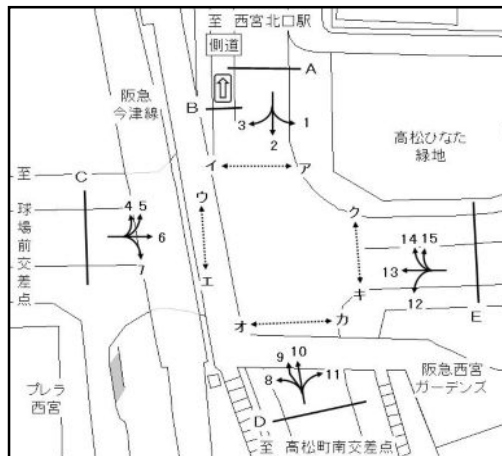 至 西宮北口駅
側道
A
阪急
今津線
B
3
1
2
高松ひなた
緑地
イ
ア
至
C
ウ
ク
球場前交差点
4 5
6
7
14 15
13
12
エ
キ
E
オ
カ
9 10
8
11
プレラ
西宮
阪急西宮
ガーデンズ
D
至 高松町南交差点